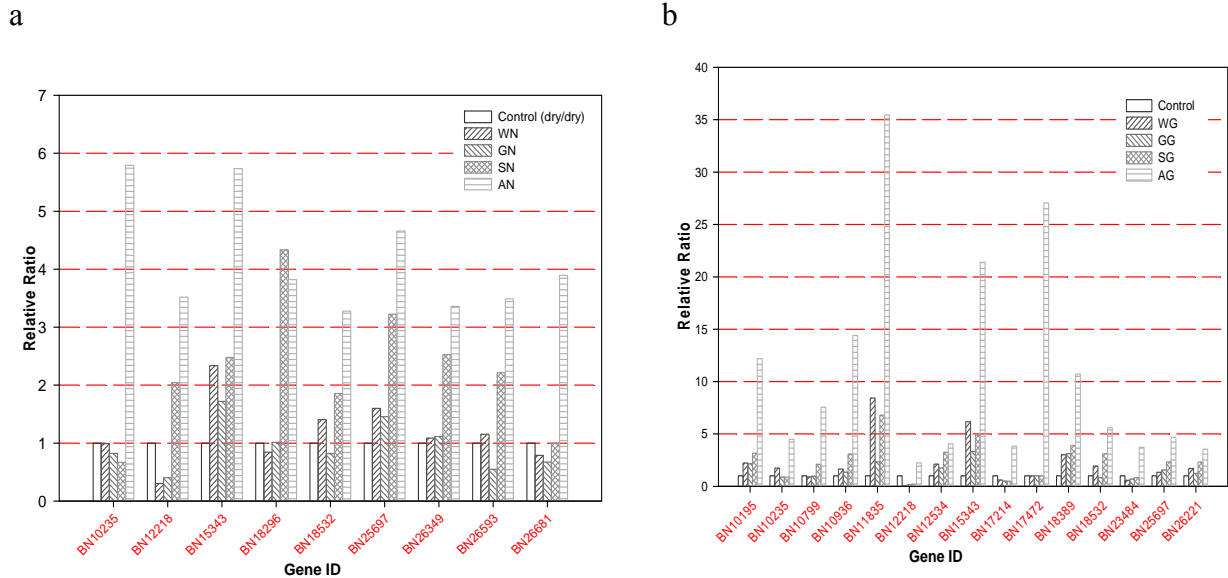 a
7
6
5
4
3
2
1
0
Relative Ratio
Control (dry/dry)
WN
GN
SN
AN
BN10235
BN12218
BN15343
BN18296
BN18532
BN25697
BN26349
BN26593
BN26681
Gene ID
b
40
35
30
25
20
15
10
5
0
Relative Ratio
Control
WG
GG
SG
AG
BN10195
BN10235
BN10799
BN10936
BN11835
BN12218
BN12534
BN15343
BN17214
BN17472
BN18389
BN18532
BN23484
BN25697
BN26221
Gene ID